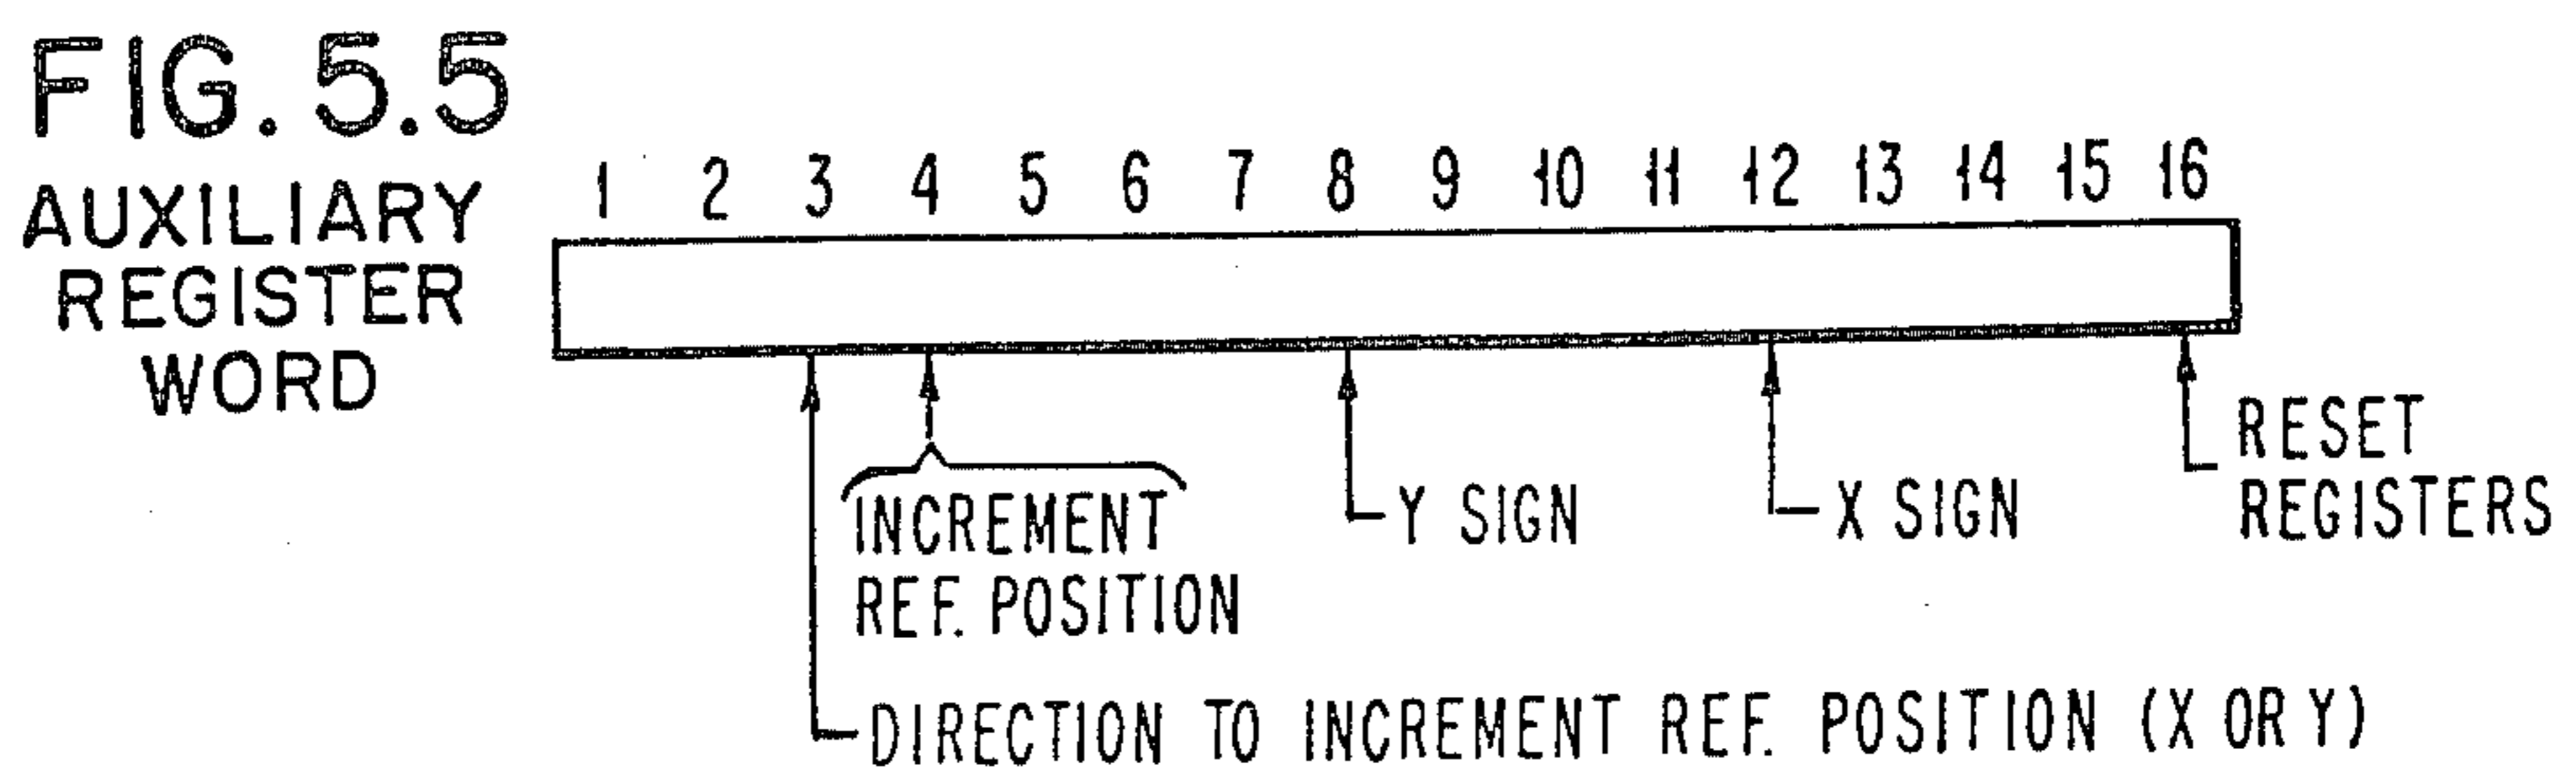 FIG. 5.5
AUXILIARY
REGISTER
WORD
1 2 3 4 5 6 7 8 9 10 11 12 13 14 15 16
INCREMENT
REF. POSITION
Y SIGN
X SIGN
RESET
REGISTERS
DIRECTION TO INCREMENT REF. POSITION (X OR Y)